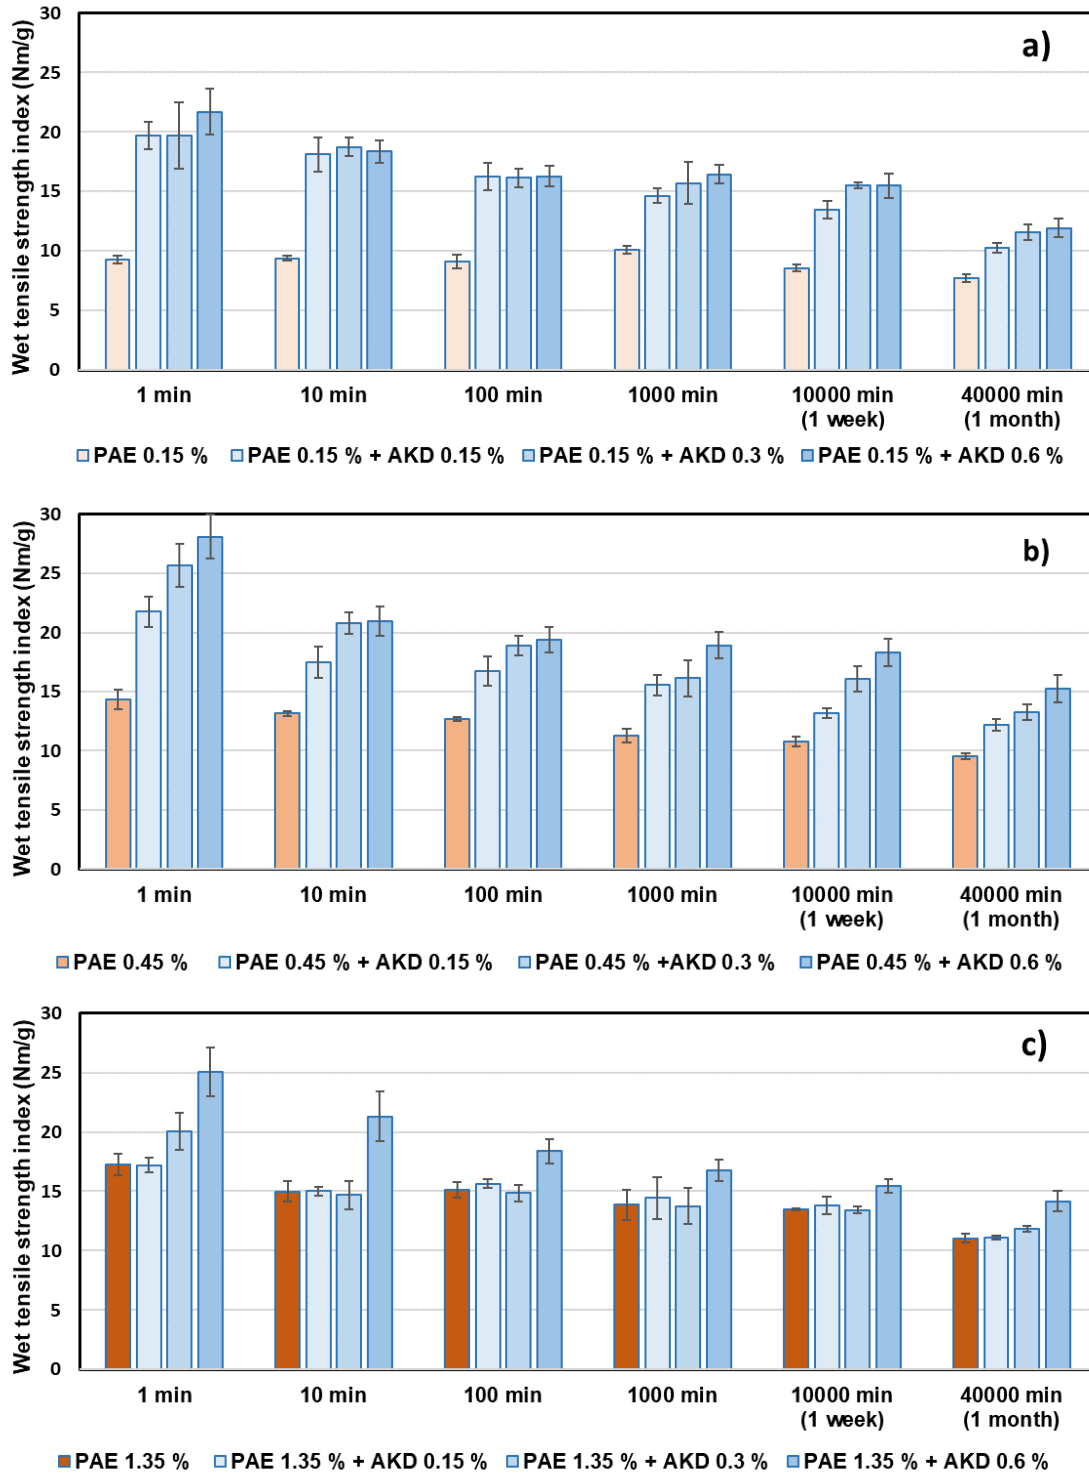 a)
Wet tensile strength index (Nm/g)
30
25
20
15
10
5
0
1 min 10 min 100 min 1000 min 10000 min 40000 min
(1 week) (1 month)
PAE 0.15 % PAE 0.15 % + AKD 0.15 % PAE 0.15 % + AKD 0.3 % PAE 0.15 % + AKD 0.6 %
b)
Wet tensile strength index (Nm/g)
30
25
20
15
10
5
0
1 min 10 min 100 min 1000 min 10000 min 40000 min
(1 week) (1 month)
PAE 0.45 % PAE 0.45 % + AKD 0.15 % PAE 0.45 % +AKD 0.3 % PAE 0.45 % + AKD 0.6 %
c)
Wet tensile strength index (Nm/g)
30
25
20
15
10
5
0
1 min 10 min 100 min 1000 min 10000 min 40000 min
(1 week) (1 month)
PAE 1.35 % PAE 1.35 % + AKD 0.15 % PAE 1.35 % + AKD 0.3 % PAE 1.35 % + AKD 0.6 %